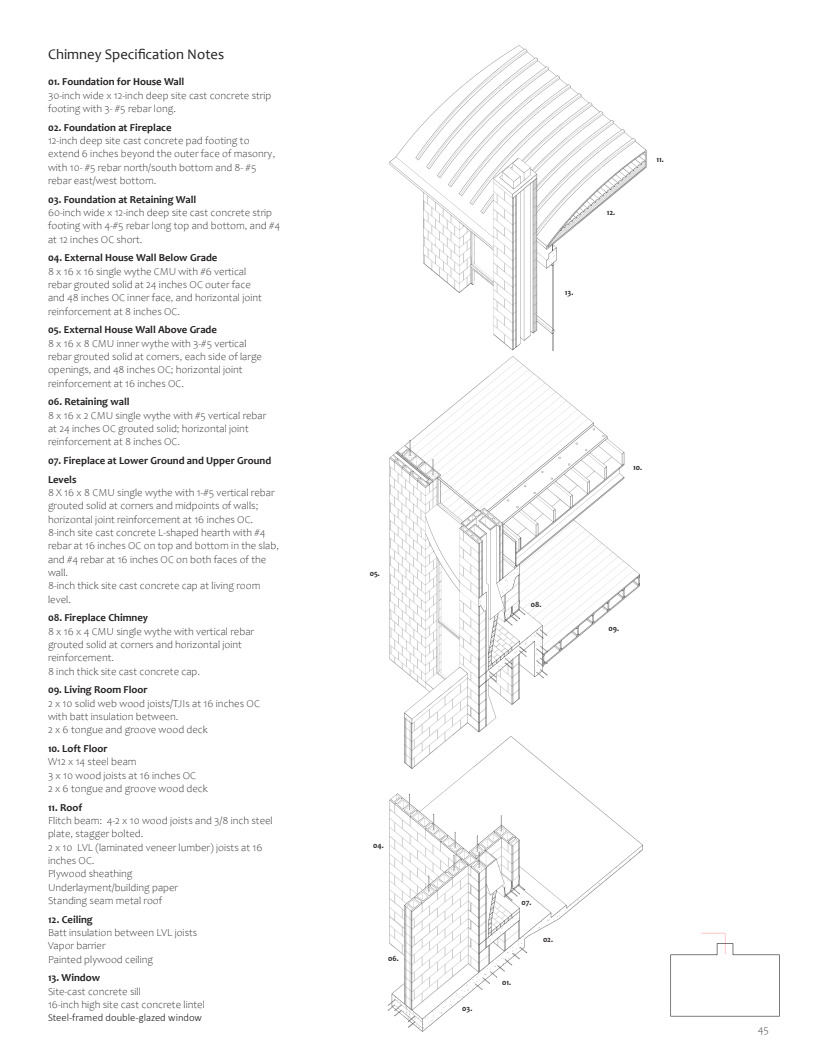 Chimney Specification Notes
01. Foundation for House Wall
30-inch wide x 12-inch deep site cast concrete strip
footing with 3- #5 rebar long.
02. Foundation at Fireplace
12-inch deep site cast concrete pad footing to
extend 6 inches beyond the outer face of masonry,
with 10- #5 rebar north/south bottom and 8- #5
rebar east/west bottom.
03. Foundation at Retaining Wall
60-inch wide x 12-inch deep site cast concrete strip
footing with 4-#5 rebar long top and bottom, and #4
at 12 inches OC short.
04. External House Wall Below Grade
8 x 16 x 16 single wythe CMU with #6 vertical
rebar grouted solid at 24 inches OC outer face
and 48 inches OC inner face, and horizontal joint
reinforcement at 8 inches OC.
05. External House Wall Above Grade
8 x 16 x 8 CMU inner wythe with 3-#5 vertical
rebar grouted solid at corners, each side of large
openings, and 48 inches OC; horizontal joint
reinforcement at 16 inches OC.
06. Retaining wall
8 x 16 x 2 CMU single wythe with #5 vertical rebar
at 24 inches OC grouted solid; horizontal joint
reinforcement at 8 inches OC.
07. Fireplace at Lower Ground and Upper Ground
Levels
8 X 16 x 8 CMU single wythe with 1-#5 vertical rebar
grouted solid at corners and midpoints of walls;
horizontal joint reinforcement at 16 inches OC.
8-inch site cast concrete L-shaped hearth with #4
rebar at 16 inches OC on top and bottom in the slab,
and #4 rebar at 16 inches OC on both faces of the
wall.
8-inch thick site cast concrete cap at living room
level.
08. Fireplace Chimney
8 x 16 x 4 CMU single wythe with vertical rebar
grouted solid at corners and horizontal joint
reinforcement.
8 inch thick site cast concrete cap.
09. Living Room Floor
2 x 10 solid web wood joists/TJIs at 16 inches OC
with batt insulation between.
2 x 6 tongue and groove wood deck
10. Loft Floor
W12 x 14 steel beam
3 x 10 wood joists at 16 inches OC
2 x 6 tongue and groove wood deck
11. Roof
Flitch beam: 4-2 x 10 wood joists and 3/8 inch steel
plate, stagger bolted.
2 x 10 LVL (laminated veneer lumber) joists at 16
inches OC.
Plywood sheathing
Underlayment/building paper
Standing seam metal roof
12. Ceiling
Batt insulation between LVL joists
Vapor barrier
Painted plywood ceiling
13. Window
Site-cast concrete sill
16-inch high site cast concrete lintel
Steel-framed double-glazed window
11.
12.
13.
10.
05.
08.
09.
04.
07.
02.
06.
01.
03.
45